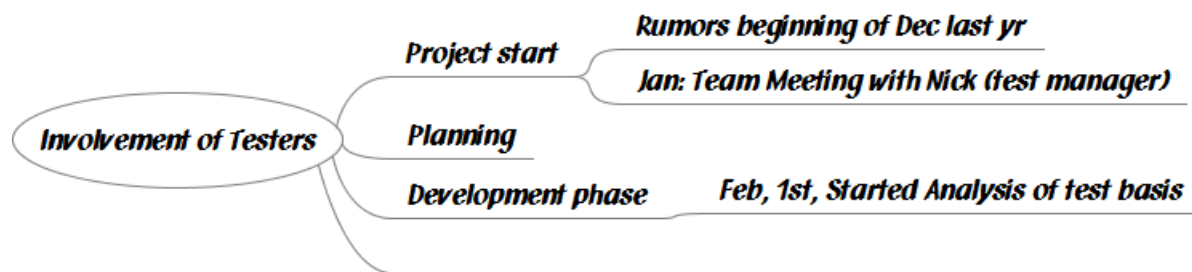 Involvement of Testers
Project start
Rumors beginning of Dec last yr
Jan: Team Meeting with Nick (test manager)
Planning
Development phase
Feb, 1st, Started Analysis of test basis